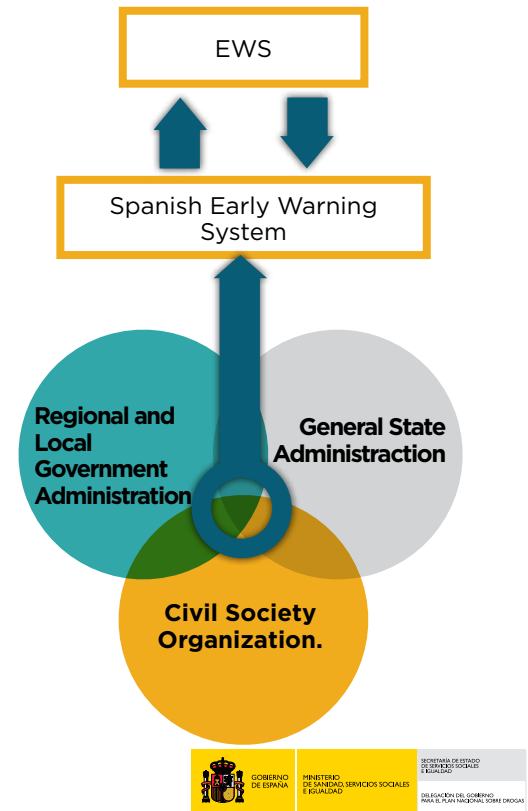 EWS
Spanish Early Warning
System
Regional and
Local
Government
Administration
General State
Administraction
Civil Society
Organization.
GOBIERNO
DE ESPAÑA
MINISTERIO
DE SANIDAD, SERVICIOS SOCIALES
E IGUALDAD
SECRETARÍA DE ESTADO
DE SERVICIOS SOCIALES
E IGUALDAD
DELEGACIÓN DEL GOBIERNO
PARA EL PLAN NACIONAL SOBRE DROGAS